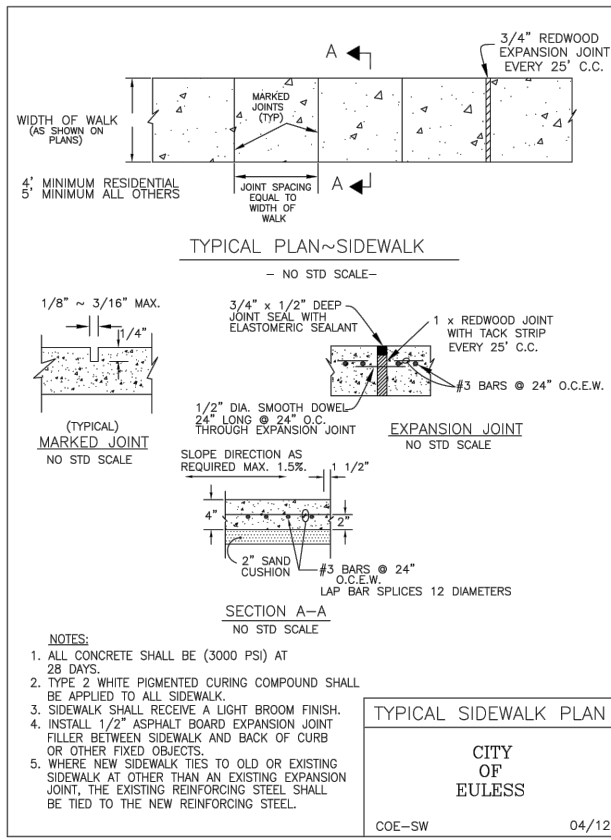 3/4" REDWOOD
EXPANSION JOINT
EVERY 25' C.C.
A
MARKED
JOINTS
(TYP)
WIDTH OF WALK
(AS SHOWN ON
PLANS)
4' MINIMUM RESIDENTIAL
5' MINIMUM ALL OTHERS
JOINT SPACING
EQUAL TO
WIDTH OF
WALK
A
TYPICAL PLAN~SIDEWALK
- NO STD SCALE-
1/8" ~ 3/16" MAX.
1/4"
(TYPICAL)
MARKED JOINT
NO STD SCALE
3/4" x 1/2" DEEP
JOINT SEAL WITH
ELASTOMERIC SEALANT
1 x REDWOOD JOINT
WITH TACK STRIP
EVERY 25' C.C.
#3 BARS @ 24" O.C.E.W.
1/2" DIA. SMOOTH DOWEL
24" LONG @ 24" O.C.
THROUGH EXPANSION JOINT
EXPANSION JOINT
NO STD SCALE
SLOPE DIRECTION AS
REQUIRED MAX. 1.5%.
1 1/2"
4"
2"
2" SAND
CUSHION
#3 BARS @ 24"
O.C.E.W.
LAP BAR SPLICES 12 DIAMETERS
SECTION A-A
NO STD SCALE
NOTES:
1. ALL CONCRETE SHALL BE (3000 PSI) AT
28 DAYS.
2. TYPE 2 WHITE PIGMENTED CURING COMPOUND SHALL
BE APPLIED TO ALL SIDEWALK.
3. SIDEWALK SHALL RECEIVE A LIGHT BROOM FINISH.
4. INSTALL 1/2" ASPHALT BOARD EXPANSION JOINT
FILLER BETWEEN SIDEWALK AND BACK OF CURB
OR OTHER FIXED OBJECTS.
5. WHERE NEW SIDEWALK TIES TO OLD OR EXISTING
SIDEWALK AT OTHER THAN AN EXISTING EXPANSION
JOINT, THE EXISTING REINFORCING STEEL SHALL
BE TIED TO THE NEW REINFORCING STEEL.
TYPICAL SIDEWALK PLAN
CITY
OF
EULESS
COE-SW 04/12